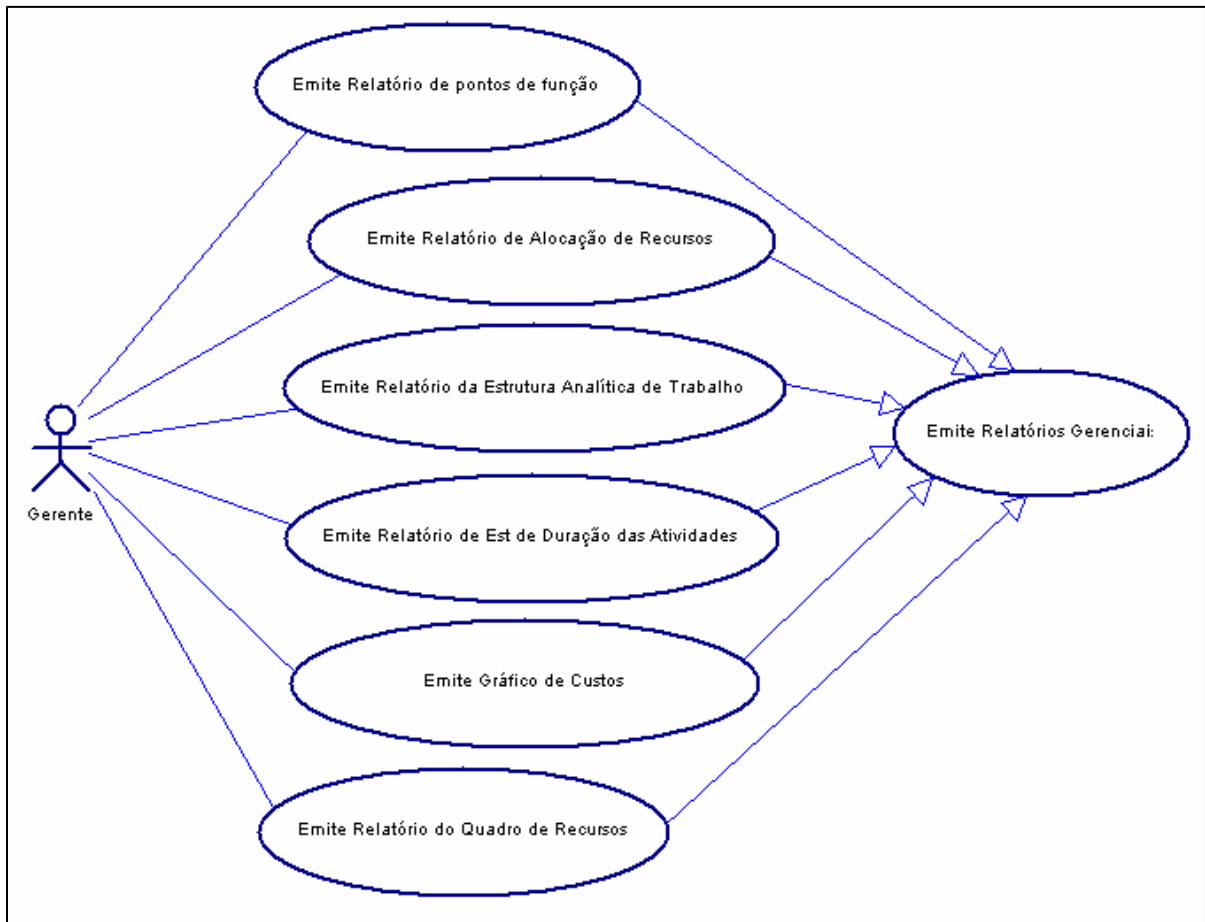 Emite Relatório de pontos de função
Emite Relatório de Alocação de Recursos
Emite Relatório da Estrutura Analítica de Trabalho
Emite Relatórios Gerenciai:
Gerente
Emite Relatório de Est de Duração das Atividades
Emite Gráfico de Custos
Emite Relatório do Quadro de Recursos